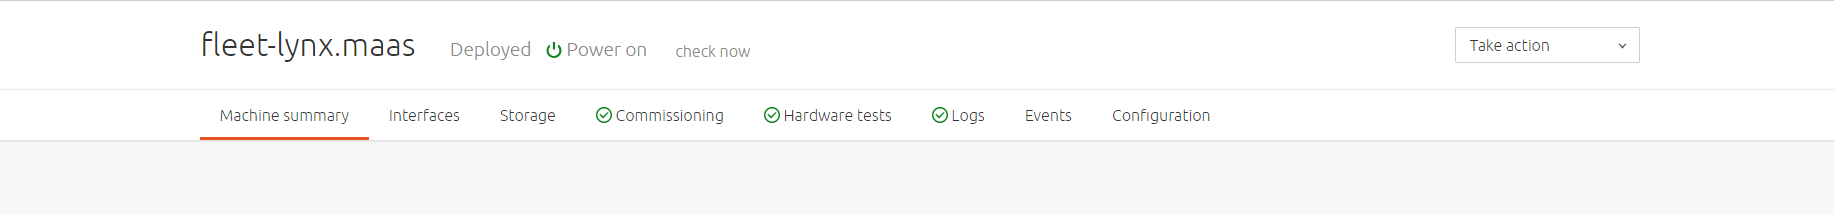 fleet-lynx.maas Deployed Power on check now Take action
Machine summary Interfaces Storage Commissioning Hardware tests Logs Events Configuration